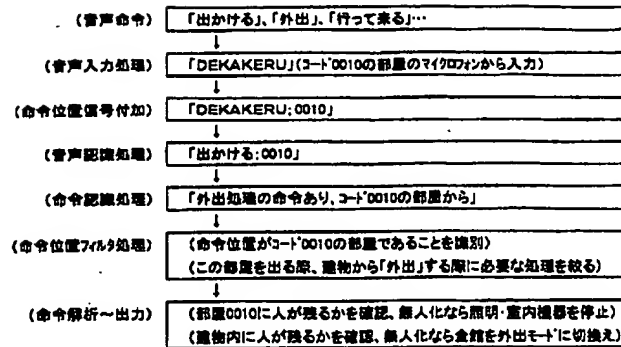 (音声命令) 「出かける」、「外出」、「行って来る」…
↓
(音声入力処理) 「DEKAKERU」(コード0010の部屋のマイクロフォンから入力)
↓
(命令位置信号付加) 「DEKAKERU;0010」
↓
(音声認識処理) 「出かける;0010」
↓
(命令認識処理) 「外出処理の命令あり、コード0010の部屋から」
↓
(命令位置フィルタ処理) (命令位置がコード0010の部屋であることを識別)
(この部屋を出る際、建物から「外出」する際に必要な処理を絞る)
↓
(命令解析～出力) (部屋0010に人が残るかを確認、無人化なら照明・室内機器を停止)
(建物内に人が残るかを確認、無人化なら全館を外出モードに切換え)